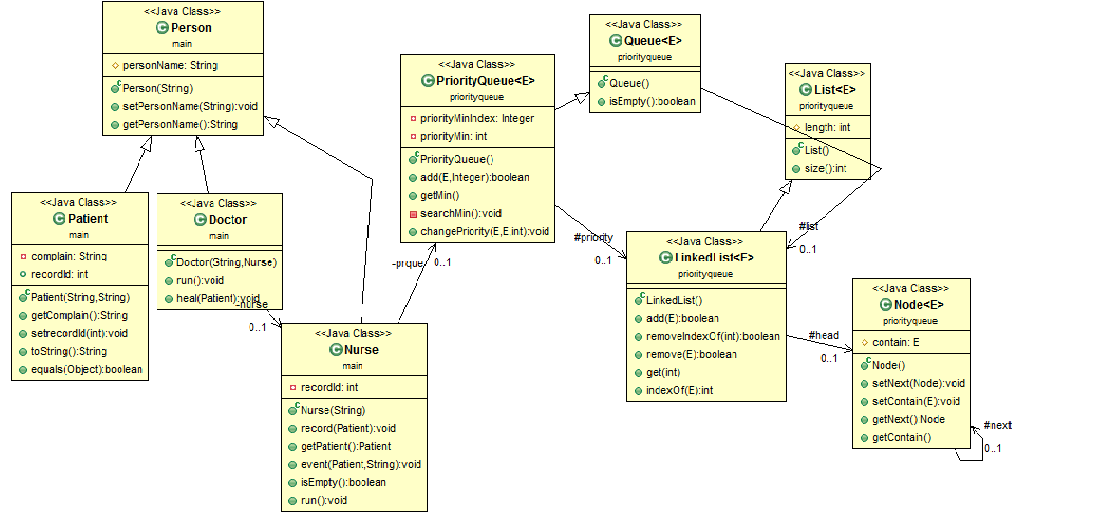 <<Java Class>>
Person
main
personName: String
Person(String)
setPersonName(String):void
getPersonName():String
<<Java Class>>
Patient
main
complain: String
recordId: int
Patient(String,String)
getComplain():String
setrecordId(int):void
toString():String
equals(Object):boolean
<<Java Class>>
Doctor
main
Doctor(String,Nurse)
run():void
heal(Patient):void
-nurse
0..1
<<Java Class>>
Nurse
main
recordId: int
Nurse(String)
record(Patient):void
getPatient():Patient
event(Patient,String):void
isEmpty():boolean
run():void
-prique
0..1
<<Java Class>>
PriorityQueue<E>
priorityqueue
priorityMinIndex: Integer
priorityMin: int
PriorityQueue()
add(E,Integer):boolean
getMin()
searchMin():void
changePriority(E,E,int):void
#priority
0..1
<<Java Class>>
Queue<E>
priorityqueue
Queue()
isEmpty():boolean
#lst
0..1
<<Java Class>>
List<E>
priorityqueue
length: int
List()
size():int
<<Java Class>>
LinkedList<E>
priorityqueue
LinkedList()
add(E):boolean
removeIndexOf(int):boolean
remove(E):boolean
get(int)
indexOf(E):int
#head
0..1
<<Java Class>>
Node<E>
priorityqueue
contain: E
Node()
setNext(Node):void
setContain(E):void
getNext():Node
getContain()
#next
0..1